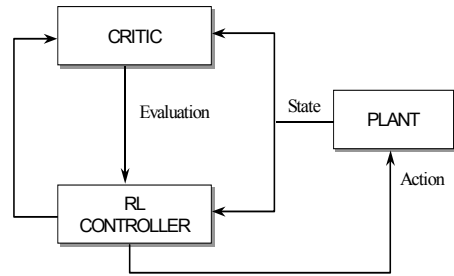 CRITIC
Evaluation
State
PLANT
Action
RL
CONTROLLER